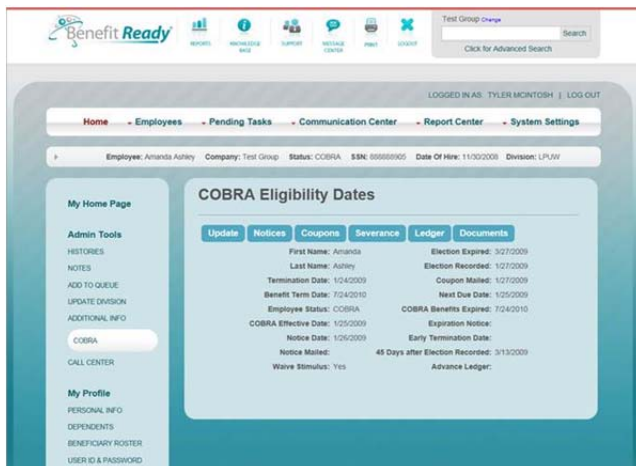 Benefit Ready
REPORTS
KNOWLEDGE BASE
SUPPORT
MESSAGE CENTER
PRINT
LOGOUT
Test Group Change
Search
Click for Advanced Search
LOGGED IN AS: TYLER MCINTOSH | LOG OUT
Home Employees Pending Tasks Communication Center Report Center System Settings
Employee: Amanda Ashley Company: Test Group Status: COBRA SSN: 888888905 Date Of Hire: 11/30/2008 Division: LPUW
My Home Page
Admin Tools
HISTORIES
NOTES
ADD TO QUEUE
UPDATE DIVISION
ADDITIONAL INFO
COBRA
CALL CENTER
My Profile
PERSONAL INFO
DEPENDENTS
BENEFICIARY ROSTER
USER ID & PASSWORD
COBRA Eligibility Dates
Update Notices Coupons Severance Ledger Documents
First Name: Amanda
Last Name: Ashley
Termination Date: 1/24/2009
Benefit Term Date: 7/24/2010
Employee Status: COBRA
COBRA Effective Date: 1/25/2009
Notice Date: 1/26/2009
Notice Mailed:
Waive Stimulus: Yes
Election Expired: 3/27/2009
Election Recorded: 1/27/2009
Coupon Mailed: 1/27/2009
Next Due Date: 1/25/2009
COBRA Benefits Expired: 7/24/2010
Expiration Notice:
Early Termination Date:
45 Days after Election Recorded: 3/13/2009
Advance Ledger: